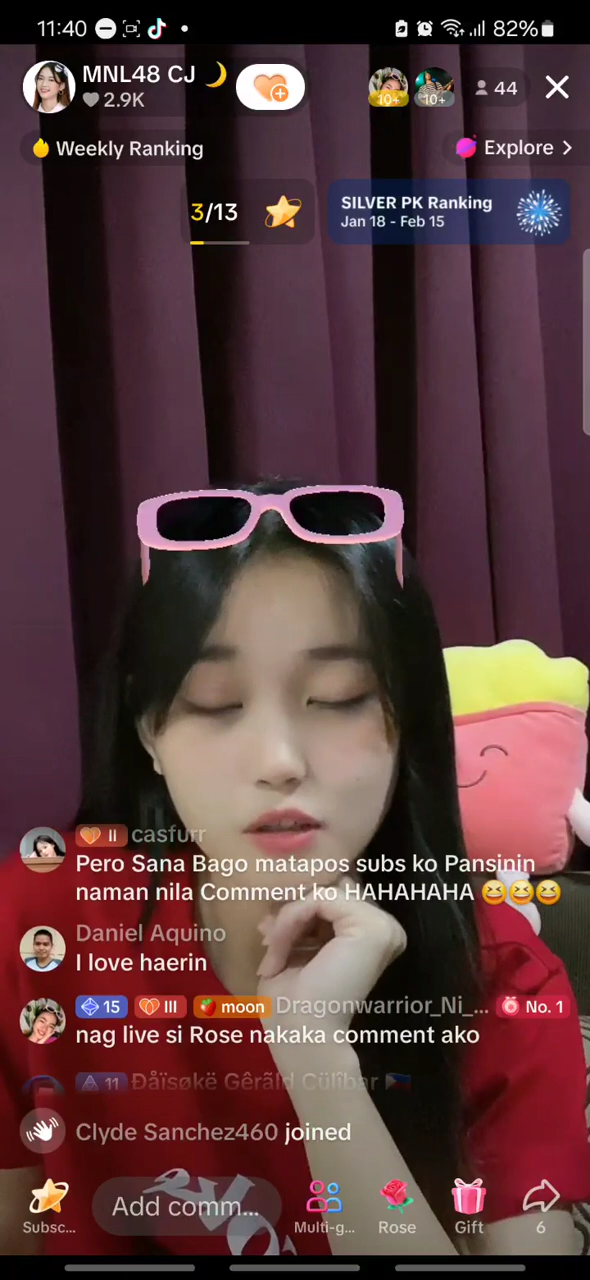 11:40
82%
MNL48 CJ 🌙
2.9K
10+
10+
44
Weekly Ranking
Explore >
3/13
SILVER PK Ranking
Jan 18 - Feb 15
II casfurr
Pero Sana Bago matapos subs ko Pansinin
naman nila Comment ko HAHAHAHA 😆😆😆
Daniel Aquino
I love haerin
15 III moon Dragonwarrior_Ni_... No. 1
nag live si Rose nakaka comment ako
11 Đåïsøkë Gêrãld Cülîbar 🇵🇭
Clyde Sanchez460 joined
Add comm...
Subsc...
Multi-g...
Rose
Gift
6